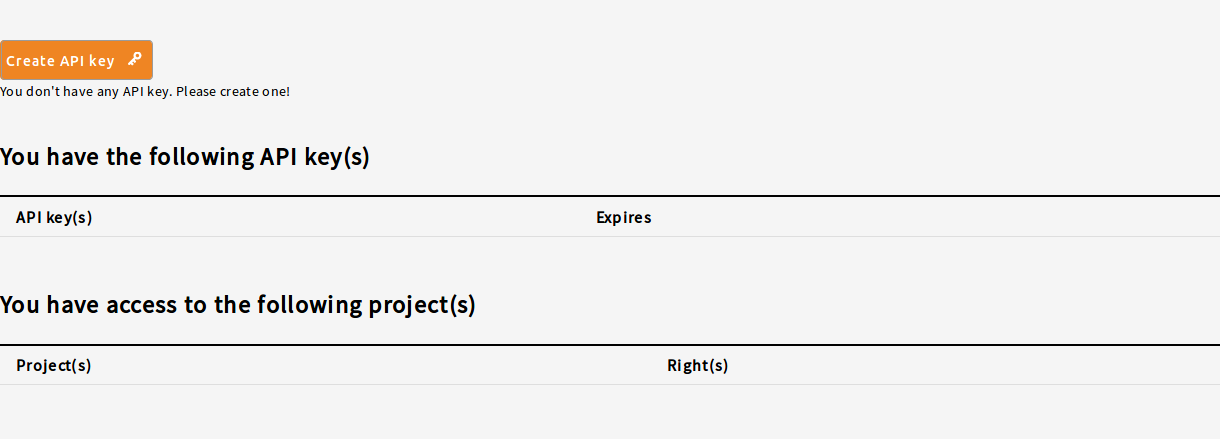 Create API key
You don't have any API key. Please create one!
You have the following API key(s)
API key(s) Expires
You have access to the following project(s)
Project(s) Right(s)